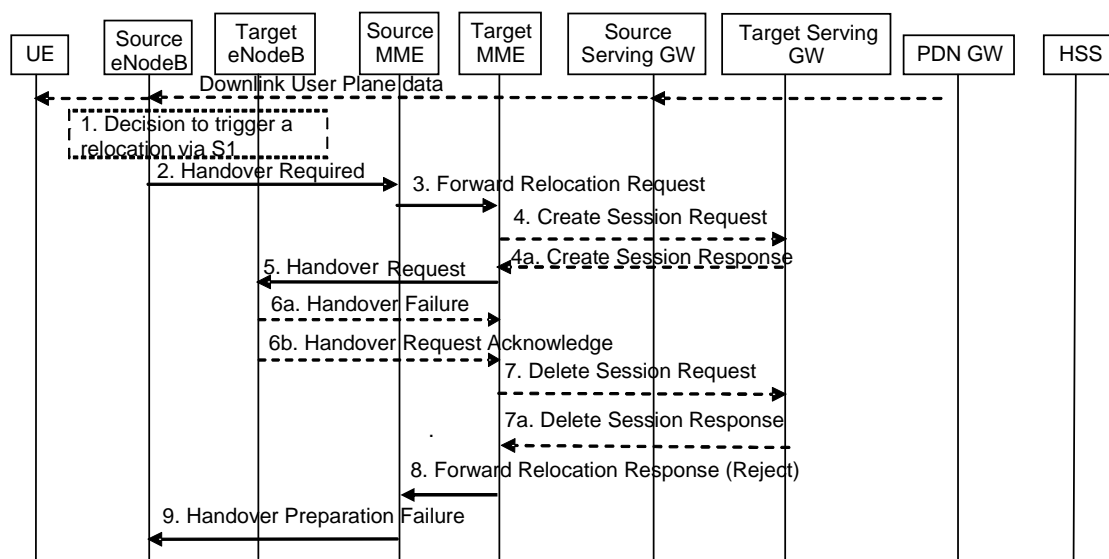 UE
Source
eNodeB
Target
eNodeB
Source
MME
Target
MME
Source
Serving GW
Target Serving
GW
PDN GW
HSS
Downlink User Plane data
1. Decision to trigger a
relocation via S1
2. Handover Required
3. Forward Relocation Request
4. Create Session Request
4a. Create Session Response
5. Handover Request
6a. Handover Failure
6b. Handover Request Acknowledge
7. Delete Session Request
7a. Delete Session Response
.
8. Forward Relocation Response (Reject)
9. Handover Preparation Failure